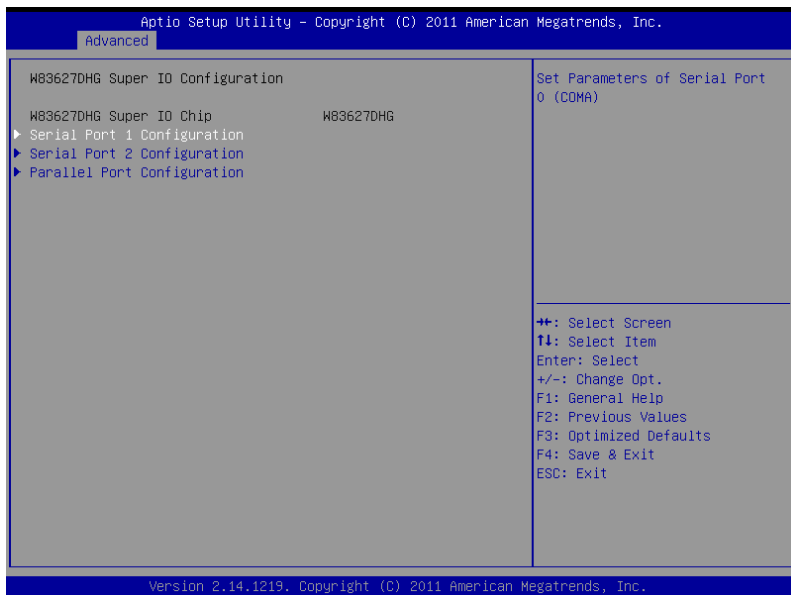 Aptio Setup Utility – Copyright (C) 2011 American Megatrends, Inc.
Advanced
W83627DHG Super IO Configuration
W83627DHG Super IO Chip W83627DHG
▶ Serial Port 1 Configuration
▶ Serial Port 2 Configuration
▶ Parallel Port Configuration
Set Parameters of Serial Port
0 (COMA)
→←: Select Screen
↑↓: Select Item
Enter: Select
+/-: Change Opt.
F1: General Help
F2: Previous Values
F3: Optimized Defaults
F4: Save & Exit
ESC: Exit
Version 2.14.1219. Copyright (C) 2011 American Megatrends, Inc.